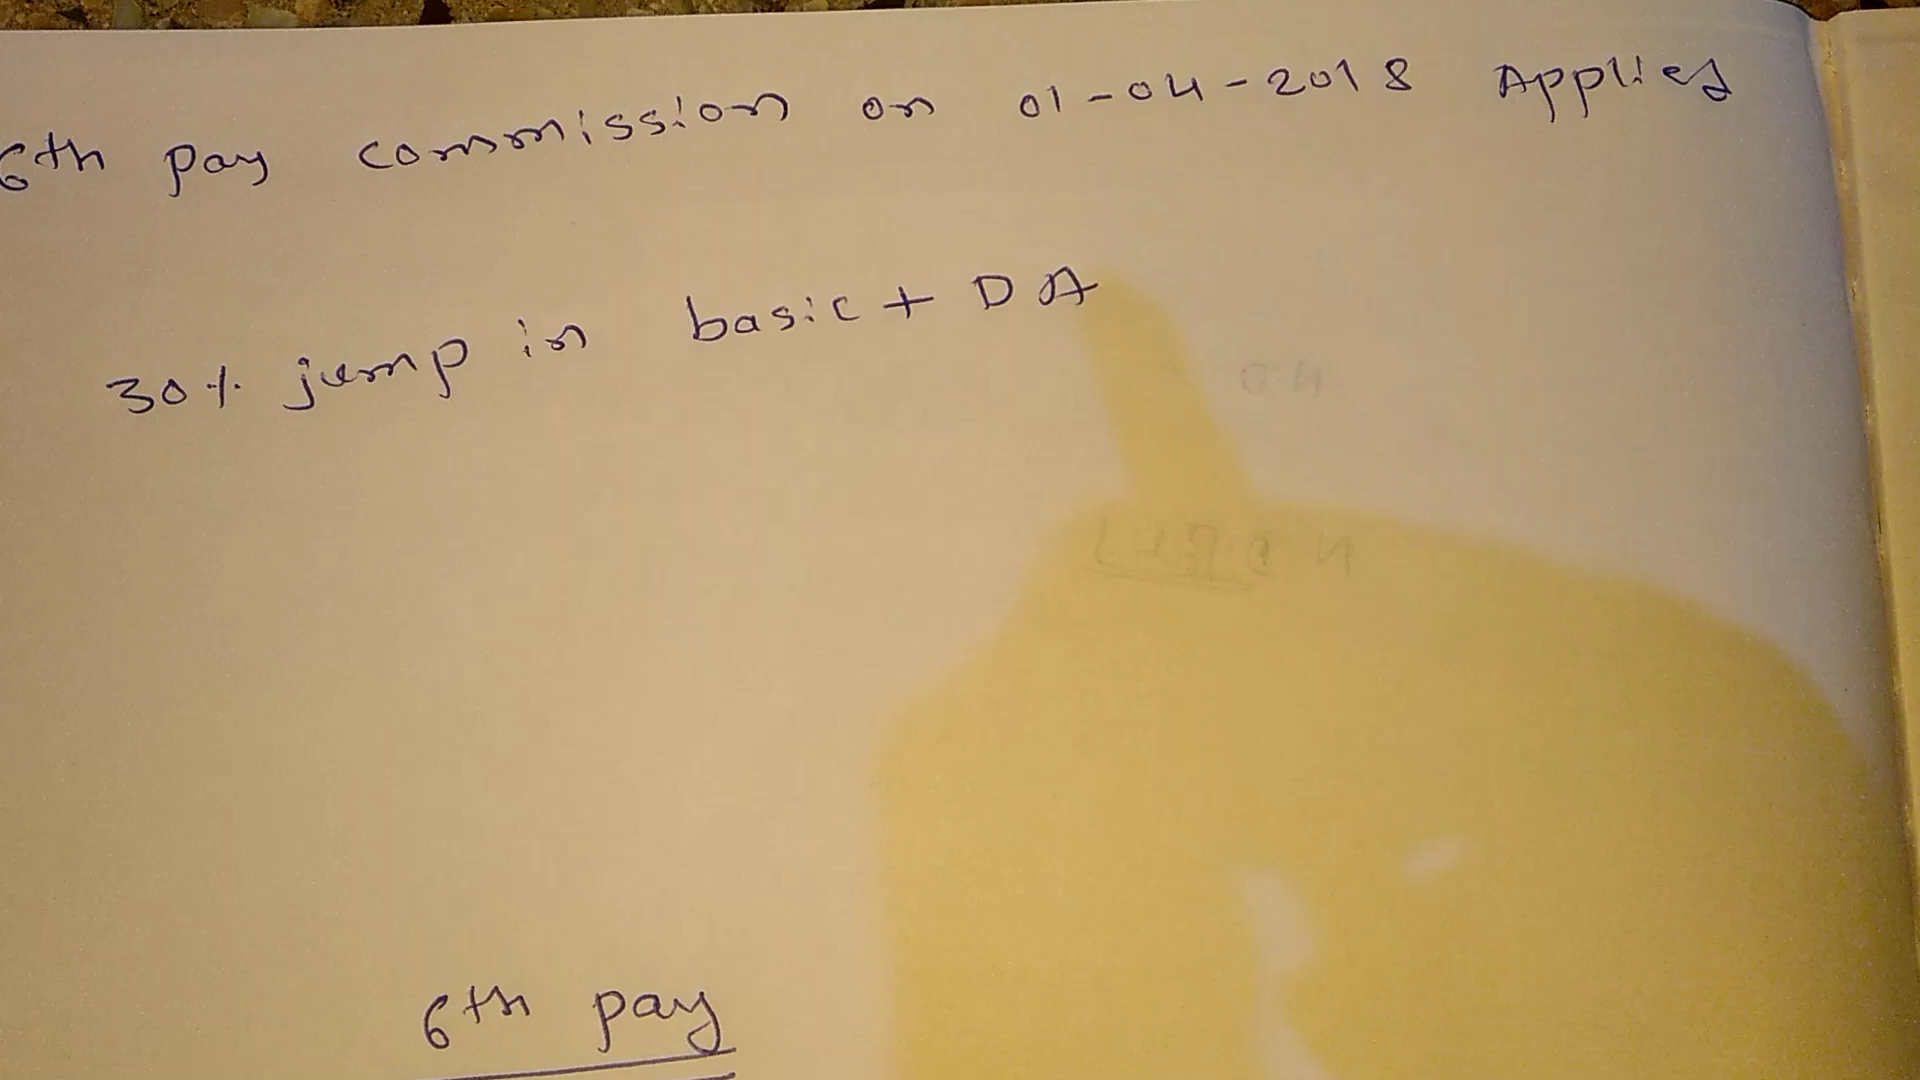 6th pay commission on 01-04-2018 Applied
30% jump in basic + DA
6th pay